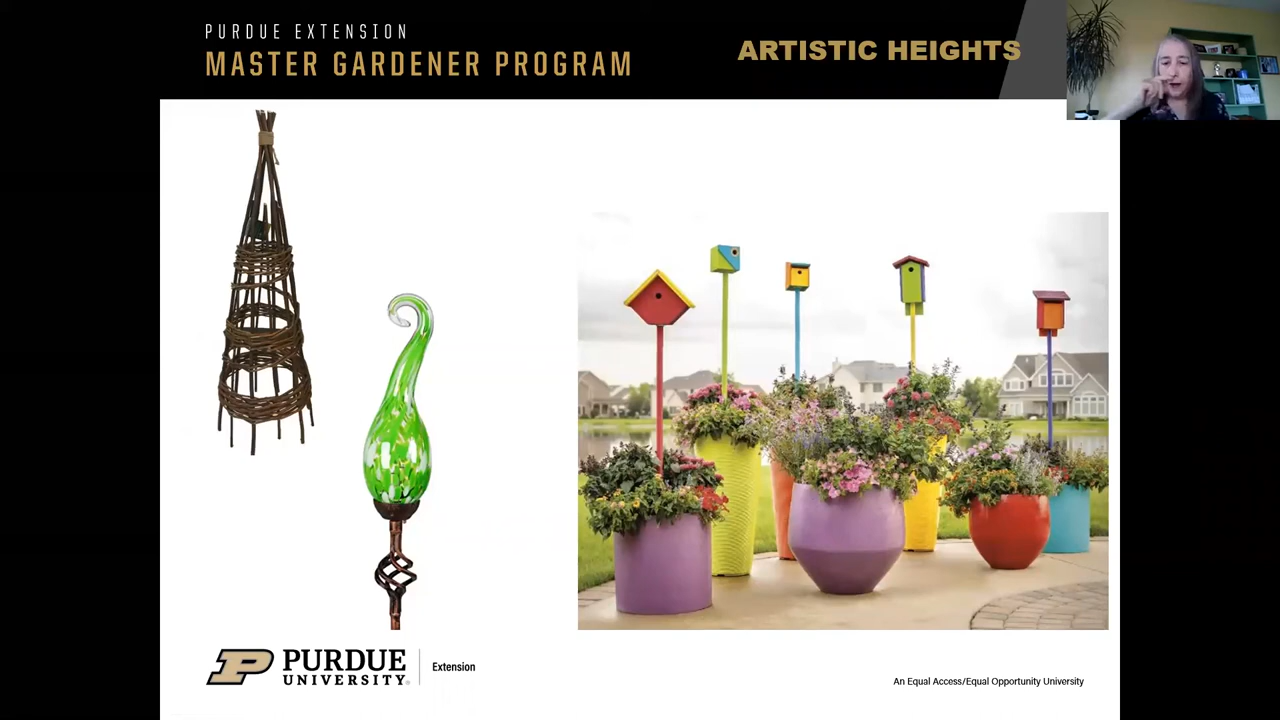 PURDUE EXTENSION
MASTER GARDENER PROGRAM
ARTISTIC HEIGHTS
PURDUE
UNIVERSITY®
Extension
An Equal Access/Equal Opportunity University